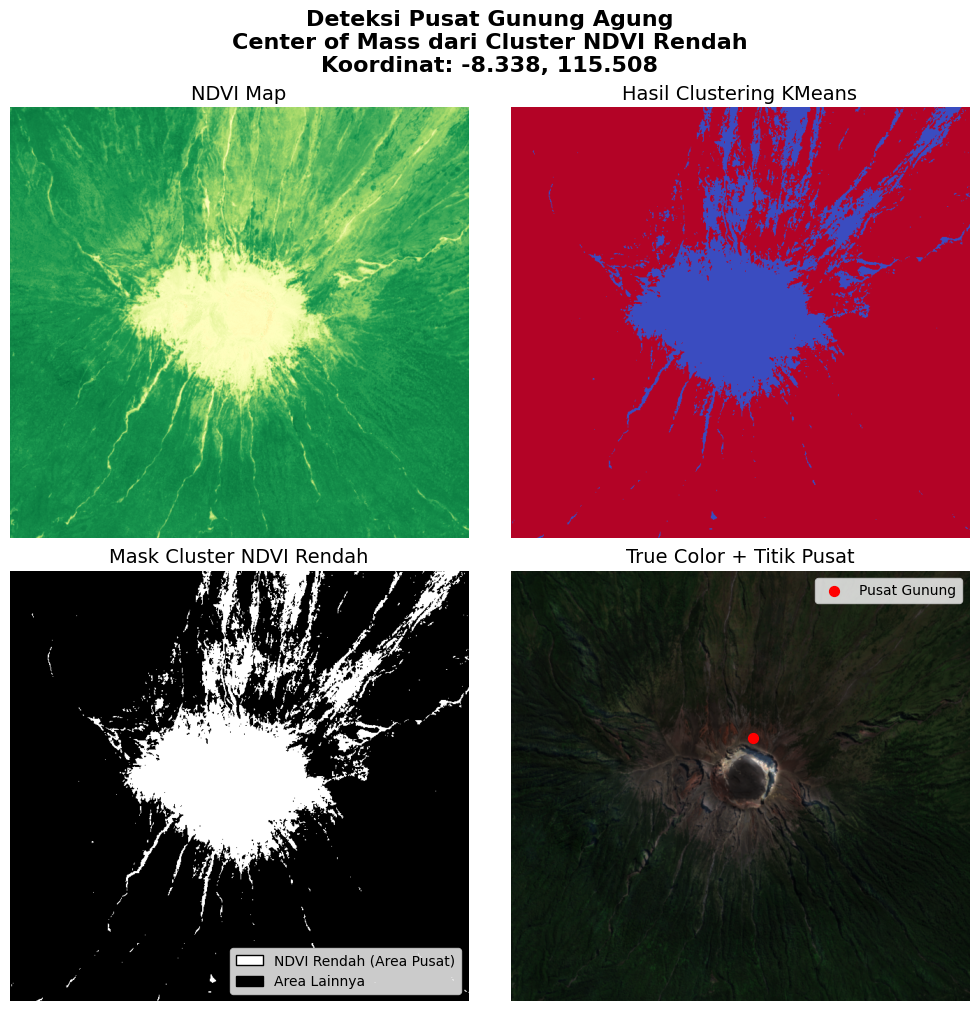 Deteksi Pusat Gunung Agung
Center of Mass dari Cluster NDVI Rendah
Koordinat: -8.338, 115.508
NDVI Map
Hasil Clustering KMeans
Mask Cluster NDVI Rendah
NDVI Rendah (Area Pusat)
Area Lainnya
True Color + Titik Pusat
Pusat Gunung